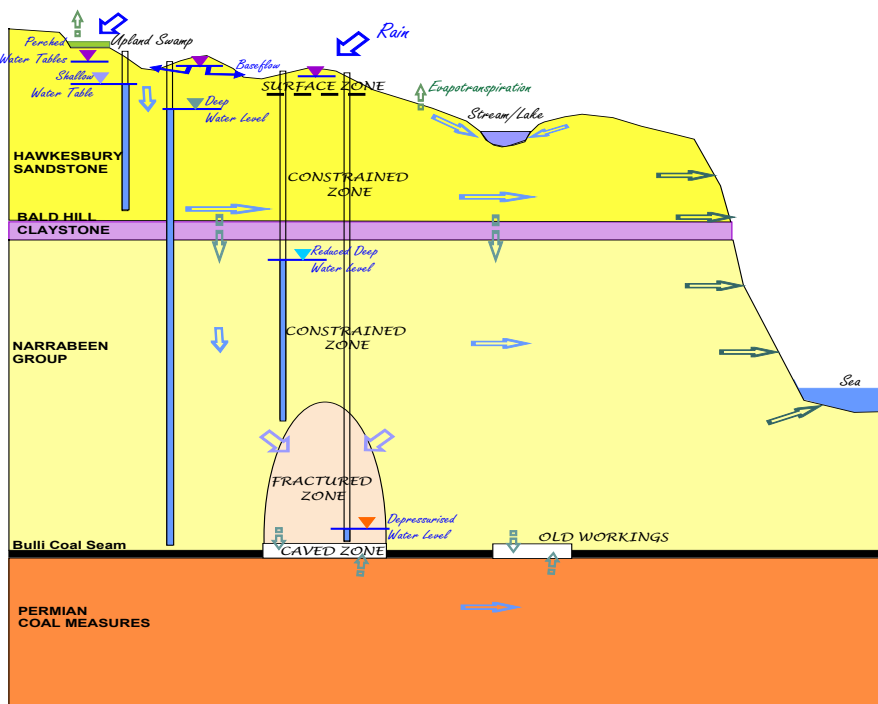 Rain
Perched
Water Tables
Upland Swamp
Baseflow
Shallow
Water Table
SURFACE ZONE
Evapotranspiration
Deep
Water Level
Stream/Lake
HAWKESBURY
SANDSTONE
CONSTRAINED
ZONE
BALD HILL
CLAYSTONE
Reduced Deep
Water Level
NARRABEEN
GROUP
CONSTRAINED
ZONE
Sea
FRACTURED
ZONE
Depressurised
Water Level
OLD WORKINGS
Bulli Coal Seam
CAVED ZONE
PERMIAN
COAL MEASURES